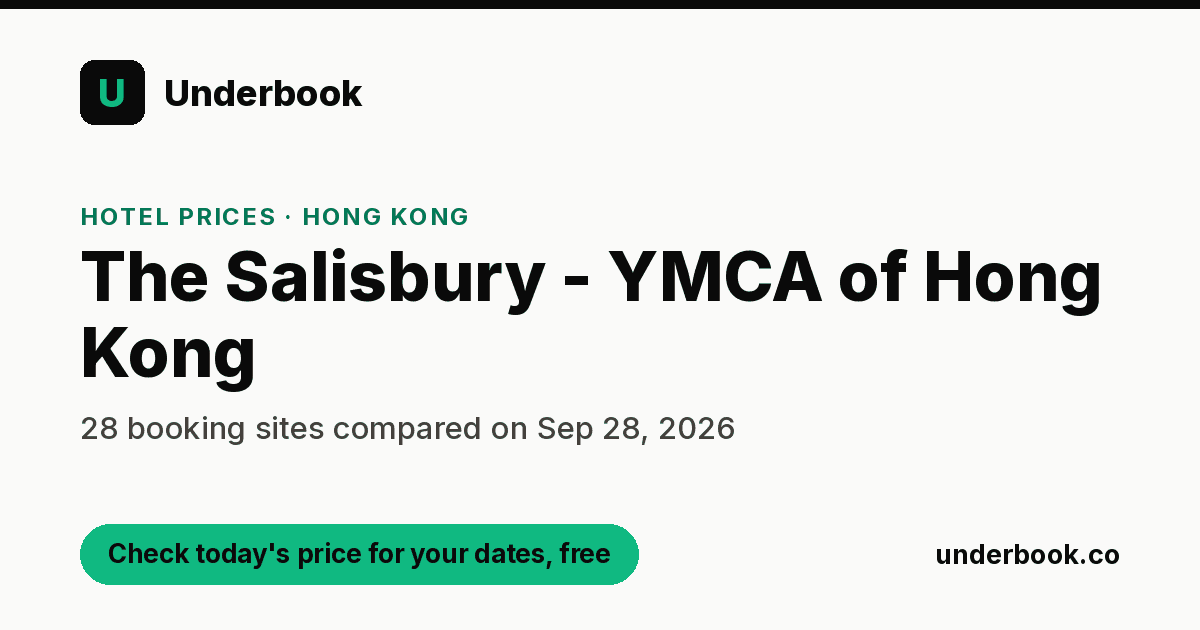 U Underbook
HOTEL PRICES · HONG KONG
The Salisbury - YMCA of Hong
Kong
28 booking sites compared on Sep 28, 2026
Check today's price for your dates, free
underbook.co